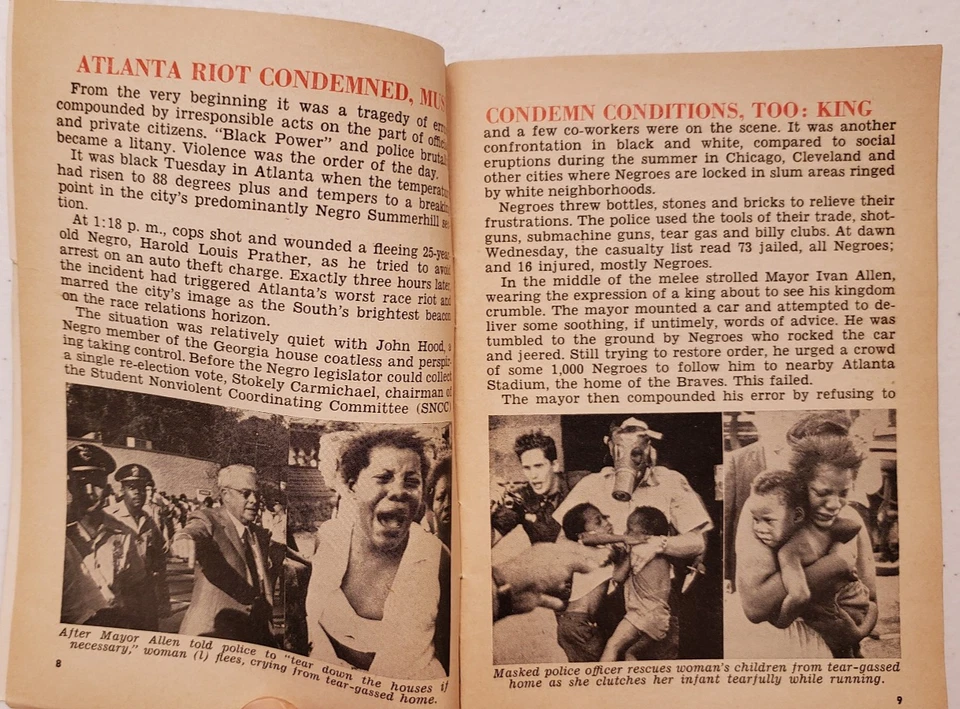 ATLANTA RIOT CONDEMNED, MUS
From the very beginning it was a tragedy of erro
compounded by irresponsible acts on the part of offic
and private citizens. “Black Power” and police brutal
became a litany. Violence was the order of the day.
It was black Tuesday in Atlanta when the temperatu
had risen to 88 degrees plus and tempers to a breakin
point in the city’s predominantly Negro Summerhill sec
tion.
At 1:18 p. m., cops shot and wounded a fleeing 25-year
old Negro, Harold Louis Prather, as he tried to avoid
arrest on an auto theft charge. Exactly three hours later,
the incident had triggered Atlanta’s worst race riot and
marred the city’s image as the South’s brightest beacon
on the race relations horizon.
The situation was relatively quiet with John Hood, a
Negro member of the Georgia house coatless and perspir-
ing taking control. Before the Negro legislator could collect
a single re-election vote, Stokely Carmichael, chairman of
the Student Nonviolent Coordinating Committee (SNCC)
After Mayor Allen told police to “tear down the houses if
necessary,” woman (l) flees, crying from tear-gassed home.
8
CONDEMN CONDITIONS, TOO: KING
and a few co-workers were on the scene. It was another
confrontation in black and white, compared to social
eruptions during the summer in Chicago, Cleveland and
other cities where Negroes are locked in slum areas ringed
by white neighborhoods.
Negroes threw bottles, stones and bricks to relieve their
frustrations. The police used the tools of their trade, shot-
guns, submachine guns, tear gas and billy clubs. At dawn
Wednesday, the casualty list read 73 jailed, all Negroes;
and 16 injured, mostly Negroes.
In the middle of the melee strolled Mayor Ivan Allen,
wearing the expression of a king about to see his kingdom
crumble. The mayor mounted a car and attempted to de-
liver some soothing, if untimely, words of advice. He was
tumbled to the ground by Negroes who rocked the car
and jeered. Still trying to restore order, he urged a crowd
of some 1,000 Negroes to follow him to nearby Atlanta
Stadium, the home of the Braves. This failed.
The mayor then compounded his error by refusing to
Masked police officer rescues woman’s children from tear-gassed
home as she clutches her infant tearfully while running.
9